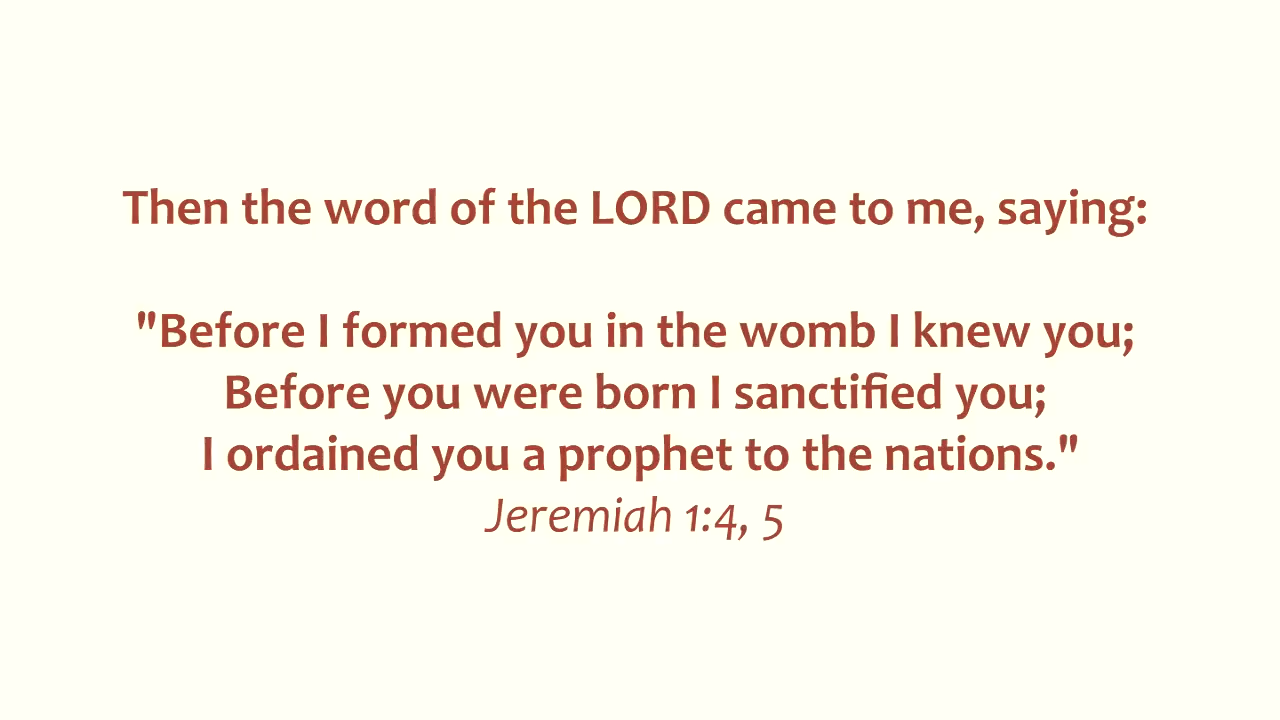 Then the word of the LORD came to me, saying:
"Before I formed you in the womb I knew you;
Before you were born I sanctified you;
I ordained you a prophet to the nations."
Jeremiah 1:4, 5